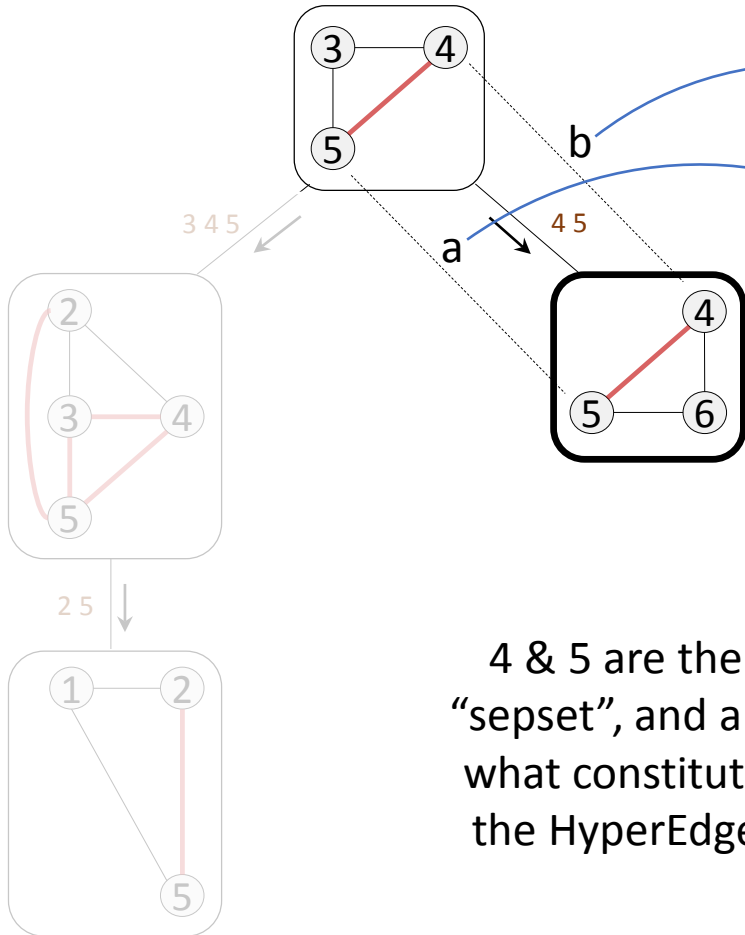 3 4
5
b
3 4 5
4 5
a
2
3 4
5
4
5 6
2 5
1 2
5
4 & 5 are the
“sepset”, and a
what constitut
the HyperEdge